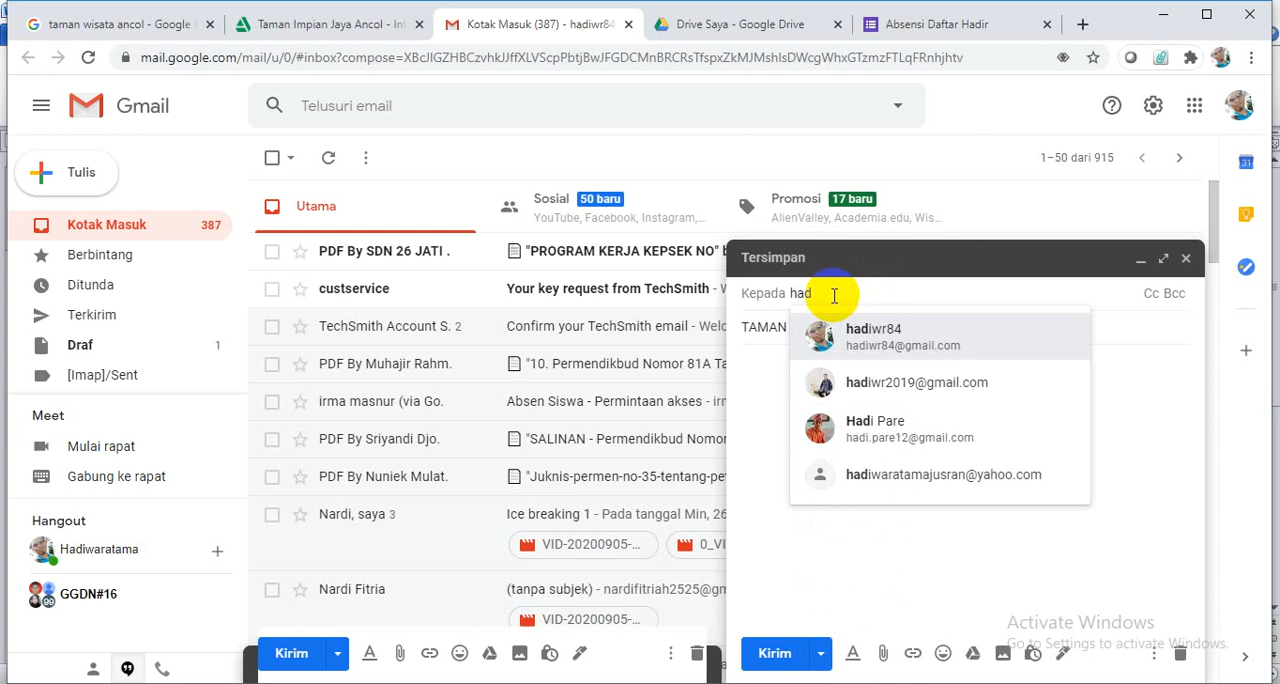 taman wisata ancol - Google
Taman Impian Jaya Ancol - In
Kotak Masuk (387) - hadiwr84
Drive Saya - Google Drive
Absensi Daftar Hadir
mail.google.com/mail/u/0/#inbox?compose=XBcJlGZHBCzvhkJJffXLVScpPbtjBwJFGDCMnBRCRsTfspxZkMJMshlsDWcgWhxGTzmzFTLqFRnhjhtv
Gmail
Telusuri email
Tulis
1–50 dari 915
Kotak Masuk 387
Berbintang
Ditunda
Terkirim
Draf 1
[Imap]/Sent
Meet
Mulai rapat
Gabung ke rapat
Hangout
Hadiwaratama
GGDN#16
Utama
Sosial 50 baru
YouTube, Facebook, Instagram,...
Promosi 17 baru
AlienValley, Academia.edu, Wis...
PDF By SDN 26 JATI . "PROGRAM KERJA KEPSEK NO" b
custservice Your key request from TechSmith -
TechSmith Account S. 2 Confirm your TechSmith email - Welc
PDF By Muhajir Rahm. "10. Permendikbud Nomor 81A Ta
irma masnur (via Go. Absen Siswa - Permintaan akses - irm
PDF By Sriyandi Djo. "SALINAN - Permendikbud Nomor
PDF By Nuniek Mulat. "Juknis-permen-no-35-tentang-pe
Nardi, saya 3 Ice breaking 1 - Pada tanggal Min, 26
VID-20200905-... 0_VI
Nardi Fitria (tanpa subjek) - nardifitriah2525@gm
VID-20200905-...
Kirim
Tersimpan
Kepada had Cc Bcc
TAMAN
hadiwr84
hadiwr84@gmail.com
hadiwr2019@gmail.com
Hadi Pare
hadi.pare12@gmail.com
hadiwaratamajusran@yahoo.com
Activate Windows
Go to Settings to activate Windows.
Kirim